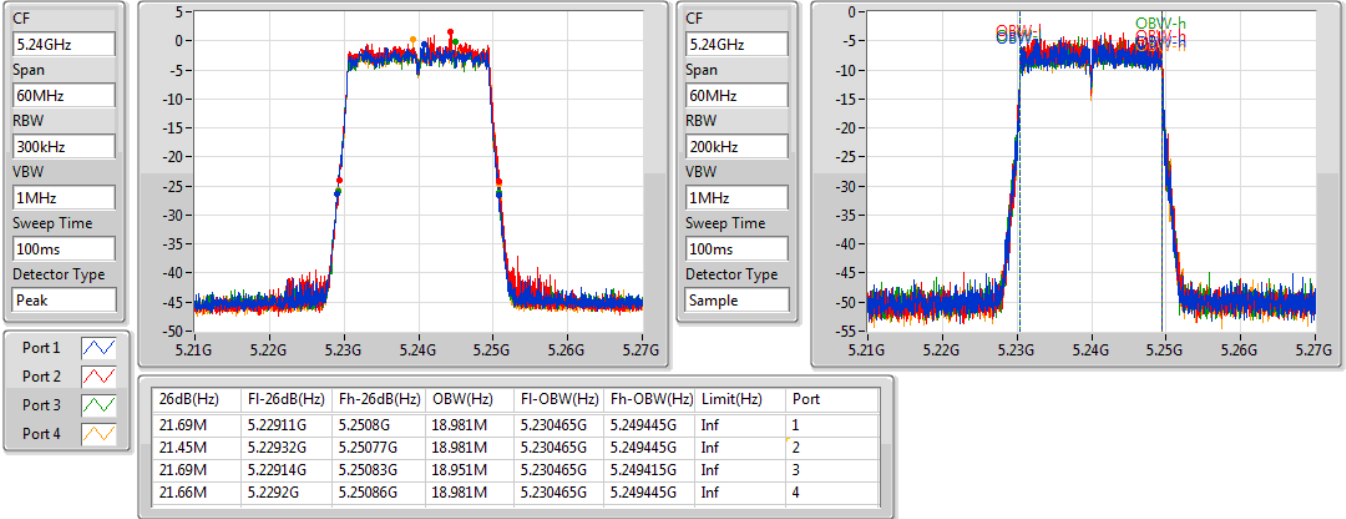 CF
5.24GHz
Span
60MHz
RBW
300kHz
VBW
1MHz
Sweep Time
100ms
Detector Type
Peak
5
0
-5
-10
-15
-20
-25
-30
-35
-40
-45
-50
5.21G 5.22G 5.23G 5.24G 5.25G 5.26G 5.27G
CF
5.24GHz
Span
60MHz
RBW
200kHz
VBW
1MHz
Sweep Time
100ms
Detector Type
Sample
0
-5
-10
-15
-20
-25
-30
-35
-40
-45
-50
-55
OBW-l
OBW-h
OBW-h
OBW-h
5.21G 5.22G 5.23G 5.24G 5.25G 5.26G 5.27G
Port 1
Port 2
Port 3
Port 4
26dB(Hz) Fl-26dB(Hz) Fh-26dB(Hz) OBW(Hz) Fl-OBW(Hz) Fh-OBW(Hz) Limit(Hz) Port
21.69M 5.22911G 5.2508G 18.981M 5.230465G 5.249445G Inf 1
21.45M 5.22932G 5.25077G 18.981M 5.230465G 5.249445G Inf 2
21.69M 5.22914G 5.25083G 18.951M 5.230465G 5.249415G Inf 3
21.66M 5.2292G 5.25086G 18.981M 5.230465G 5.249445G Inf 4